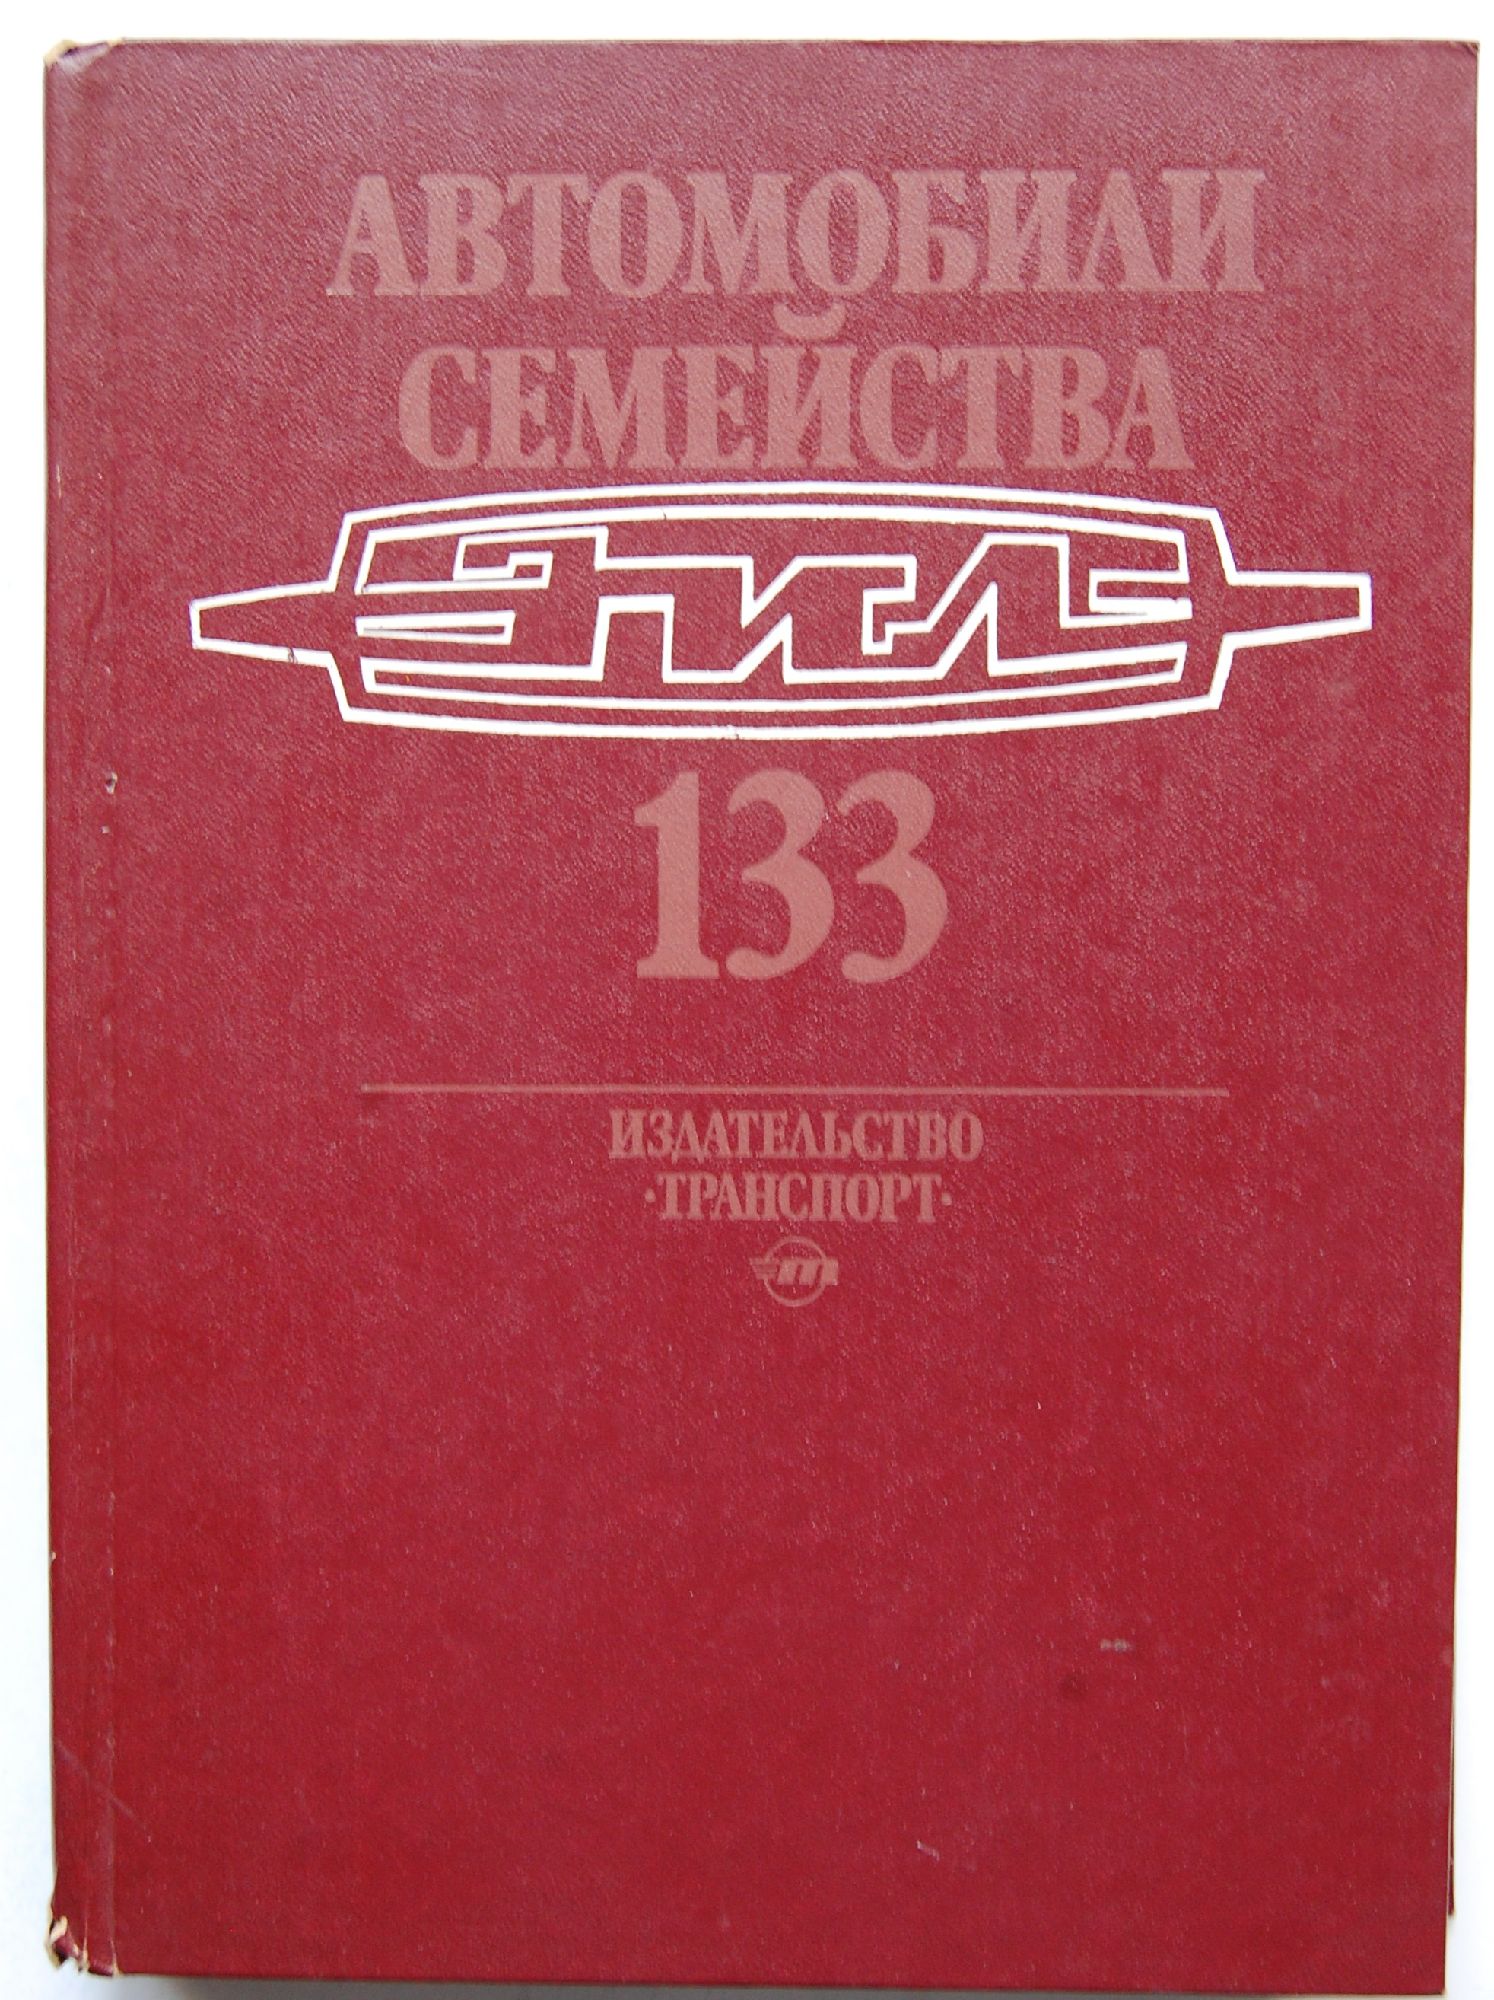 АВТОМОБИЛИ
СЕМЕЙСТВА
ЗИЛ
133
ИЗДАТЕЛЬСТВО
·ТРАНСПОРТ·
т